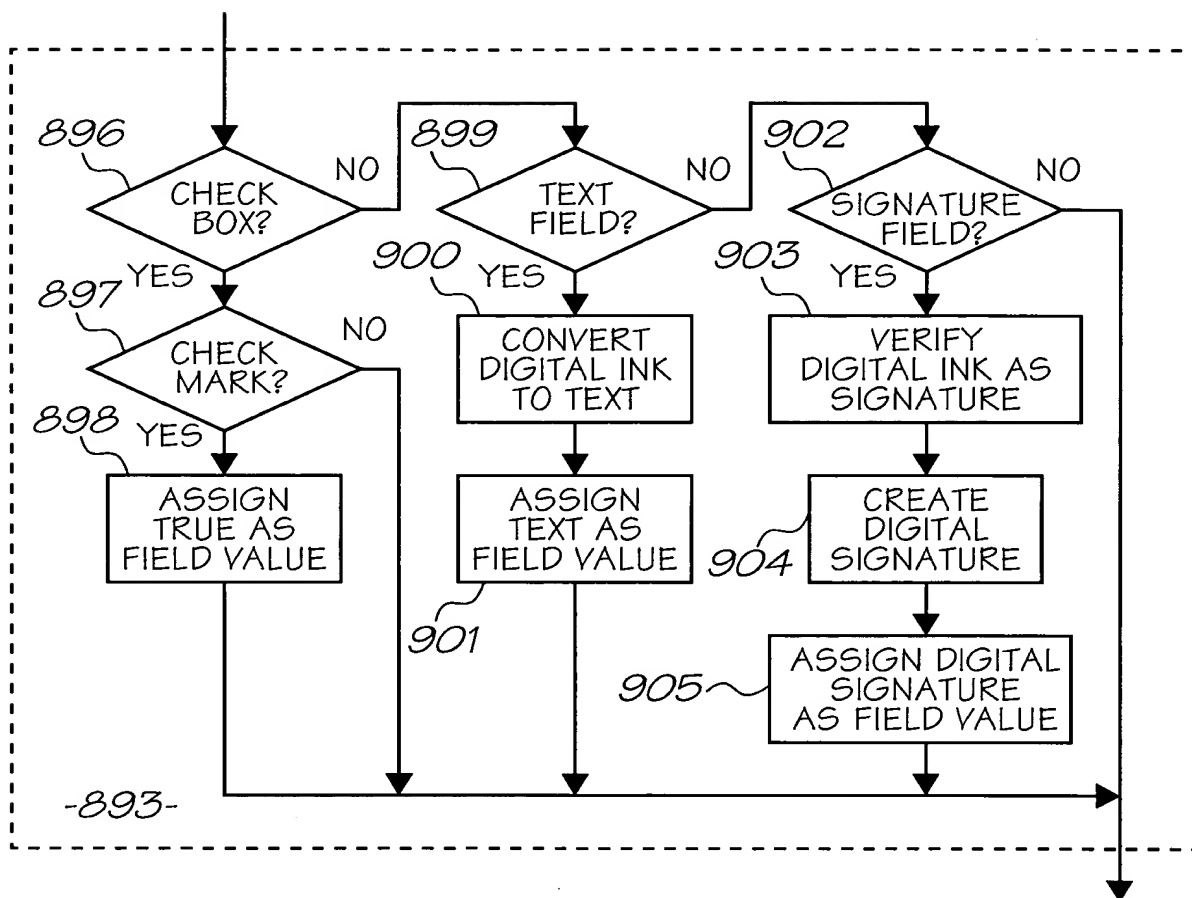 896
CHECK
BOX?
NO
YES
897
CHECK
MARK?
NO
YES
898
ASSIGN
TRUE AS
FIELD VALUE
899
TEXT
FIELD?
NO
YES
900
CONVERT
DIGITAL INK
TO TEXT
ASSIGN
TEXT AS
FIELD VALUE
901
902
SIGNATURE
FIELD?
NO
YES
903
VERIFY
DIGITAL INK AS
SIGNATURE
CREATE
DIGITAL
SIGNATURE
904
ASSIGN DIGITAL
SIGNATURE
AS FIELD VALUE
905
-893-